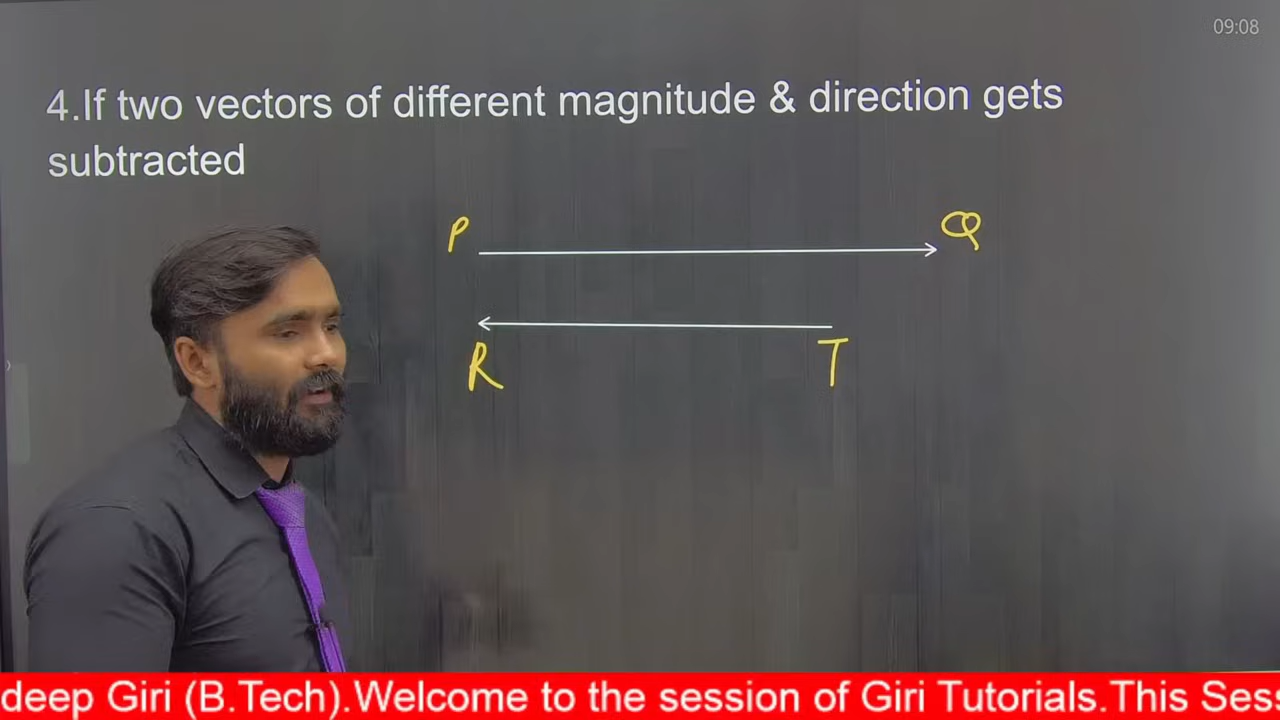 09:08
4.If two vectors of different magnitude & direction gets
subtracted
P Q
R T
deep Giri (B.Tech).Welcome to the session of Giri Tutorials.This Sess